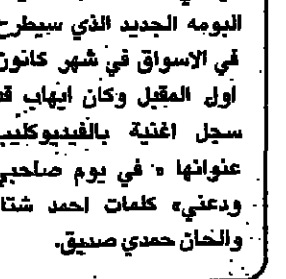 البومه الجديد الذي سيطرح
في الاسواق في شهر كانون
اول المقبل وكان ايهاب قد
سجل اغنية بالفيديوكليب
عنوانها « في يوم صاحبي
ودعني» كلمات احمد شتا
والحان حمدي صديق.